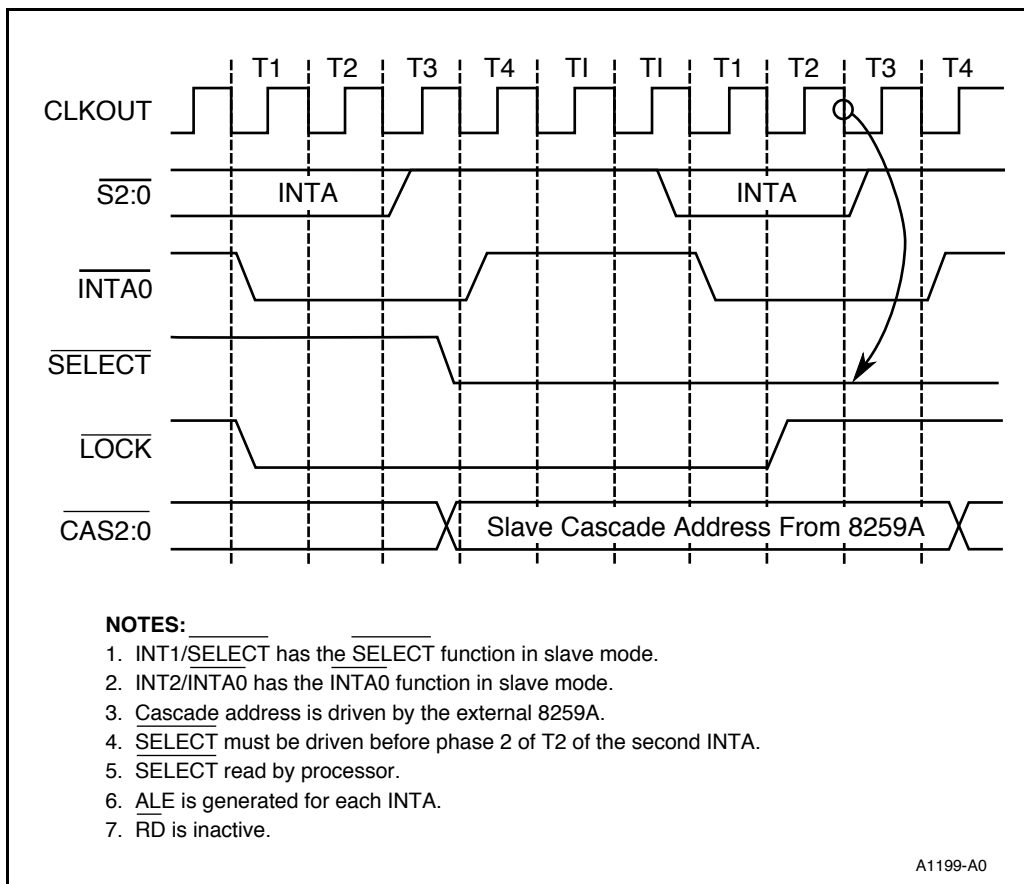 T1 T2 T3 T4 TI TI T1 T2 T3 T4
CLKOUT
S2:0
INTA INTA
INTA0
SELECT
LOCK
CAS2:0
Slave Cascade Address From 8259A
NOTES:
1. INT1/SELECT has the SELECT function in slave mode.
2. INT2/INTA0 has the INTA0 function in slave mode.
3. Cascade address is driven by the external 8259A.
4. SELECT must be driven before phase 2 of T2 of the second INTA.
5. SELECT read by processor.
6. ALE is generated for each INTA.
7. RD is inactive.
A1199-A0